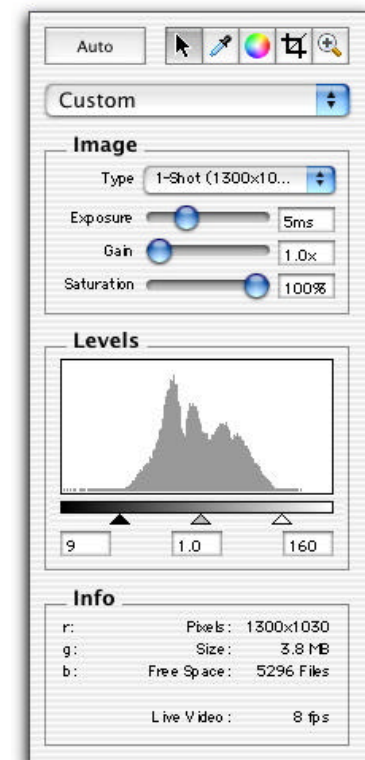 Auto
Custom
Image
Type 1-Shot (1300x10...
Exposure 5ms
Gain 1.0x
Saturation 100%
Levels
9 1.0 160
Info
r: Pixels: 1300x1030
g: Size: 3.8 MB
b: Free Space: 5296 Files
Live Video: 8 fps